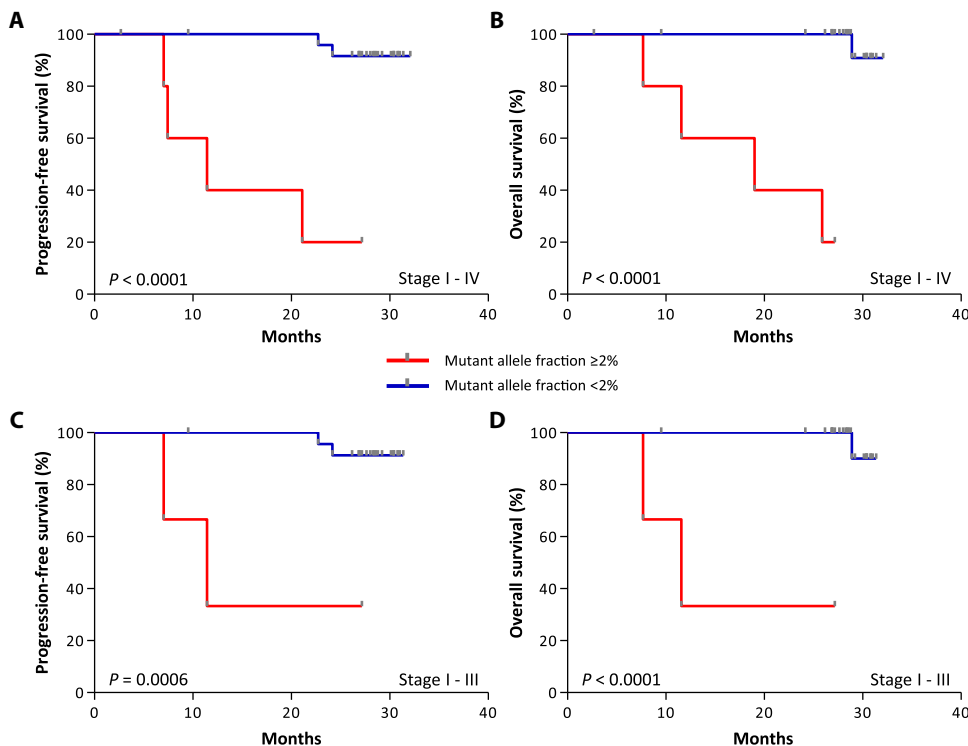 A
Progression-free survival (%)
100
80
60
40
20
0
P < 0.0001
Stage I - IV
0 10 20 30 40
Months
B
Overall survival (%)
100
80
60
40
20
0
P < 0.0001
Stage I - IV
0 10 20 30 40
Months
Mutant allele fraction ≥2%
Mutant allele fraction <2%
C
Progression-free survival (%)
100
80
60
40
20
0
P = 0.0006
Stage I - III
0 10 20 30 40
Months
D
Overall survival (%)
100
80
60
40
20
0
P < 0.0001
Stage I - III
0 10 20 30 40
Months